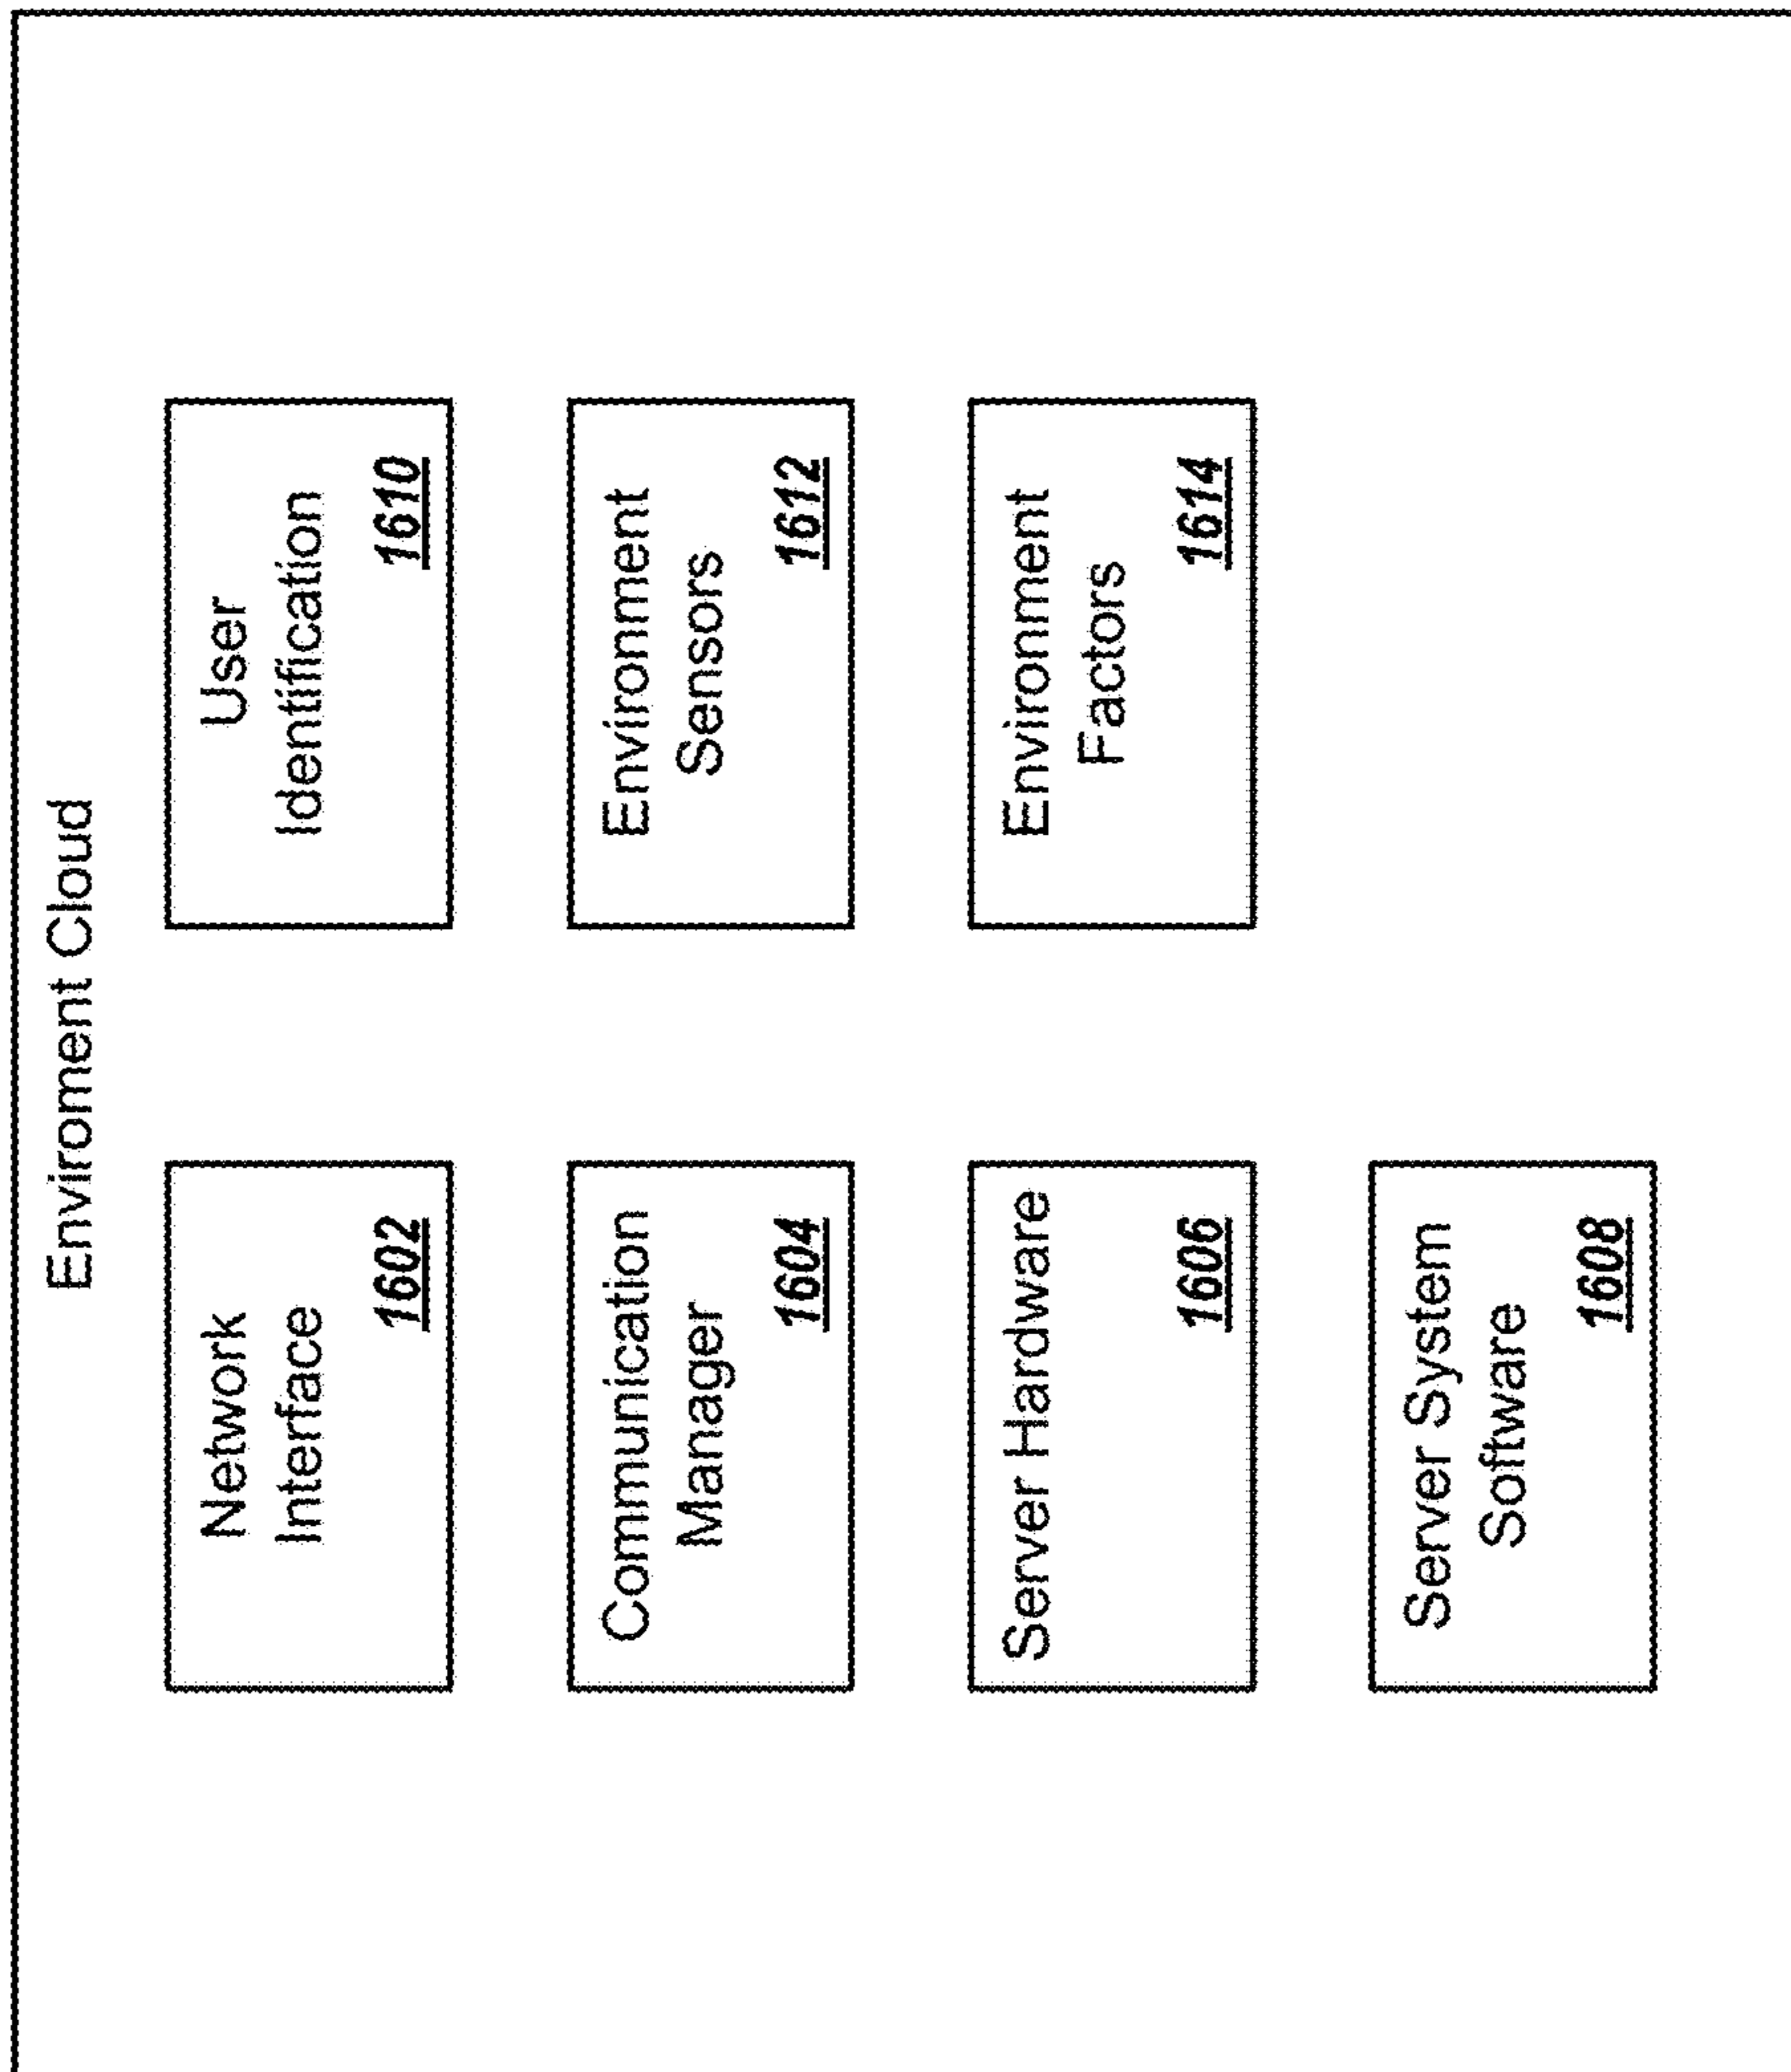 Enviroment Cloud
Network
Interface
1602
Communication
Manager
1604
Server Hardware
1606
Server System
Software
1608
User
Identification
1610
Environment
Sensors
1612
Environment
Factors
1614